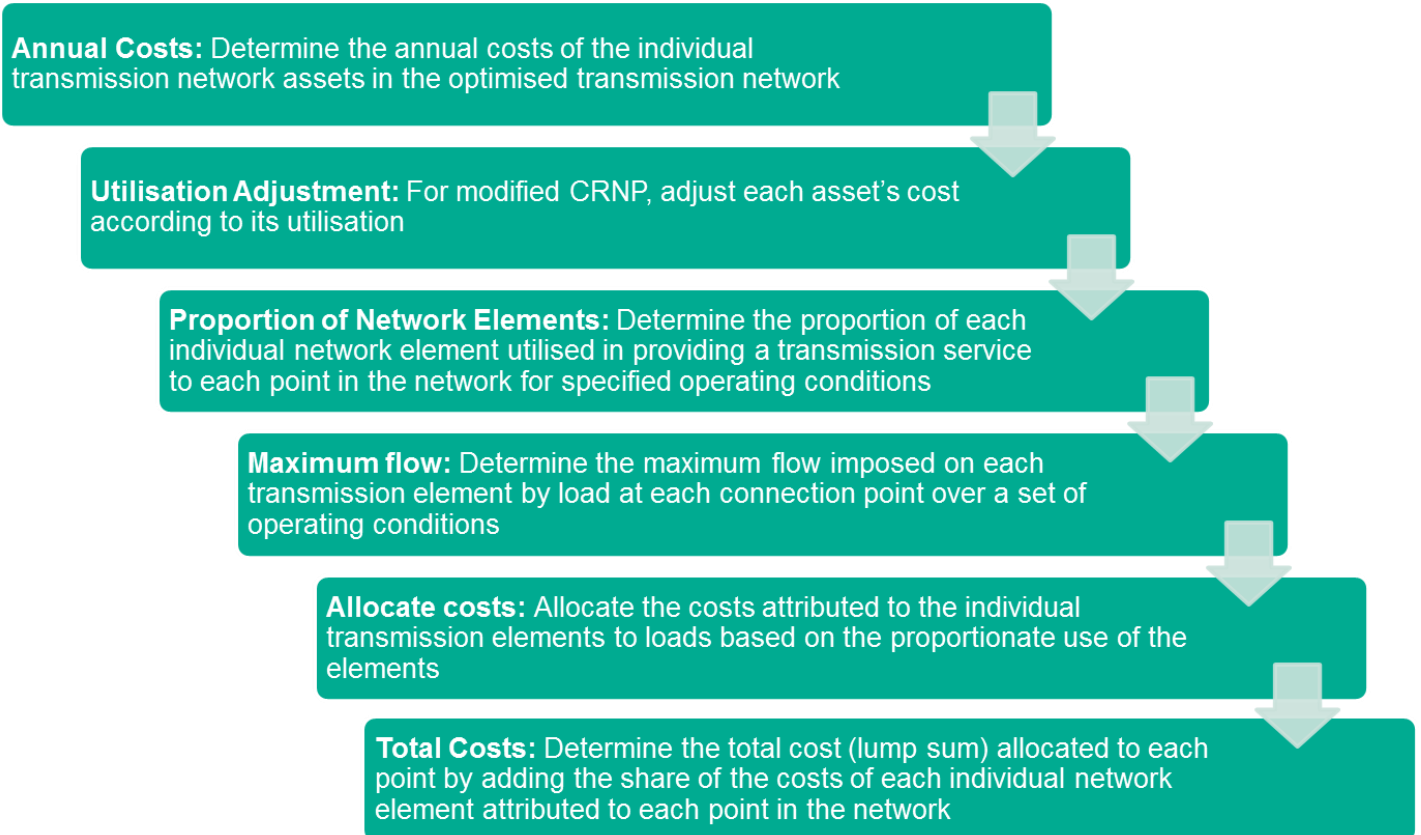 Annual Costs: Determine the annual costs of the individual
transmission network assets in the optimised transmission network
Utilisation Adjustment: For modified CRNP, adjust each asset’s cost
according to its utilisation
Proportion of Network Elements: Determine the proportion of each
individual network element utilised in providing a transmission service
to each point in the network for specified operating conditions
Maximum flow: Determine the maximum flow imposed on each
transmission element by load at each connection point over a set of
operating conditions
Allocate costs: Allocate the costs attributed to the individual
transmission elements to loads based on the proportionate use of the
elements
Total Costs: Determine the total cost (lump sum) allocated to each
point by adding the share of the costs of each individual network
element attributed to each point in the network